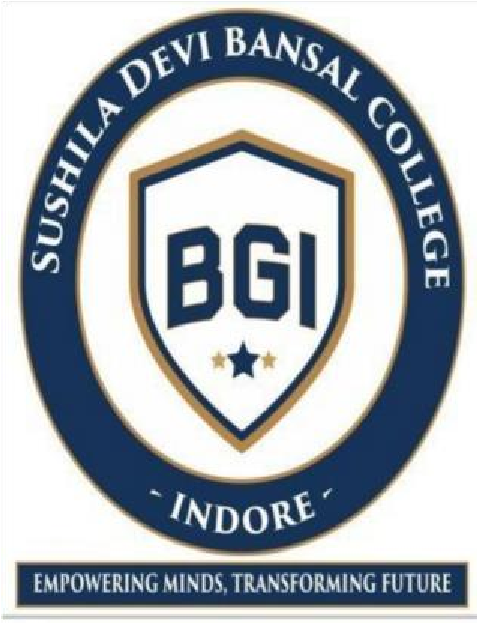 SUSHILA DEVI BANSAL COLLEGE
BGI
- INDORE -
EMPOWERING MINDS, TRANSFORMING FUTURE